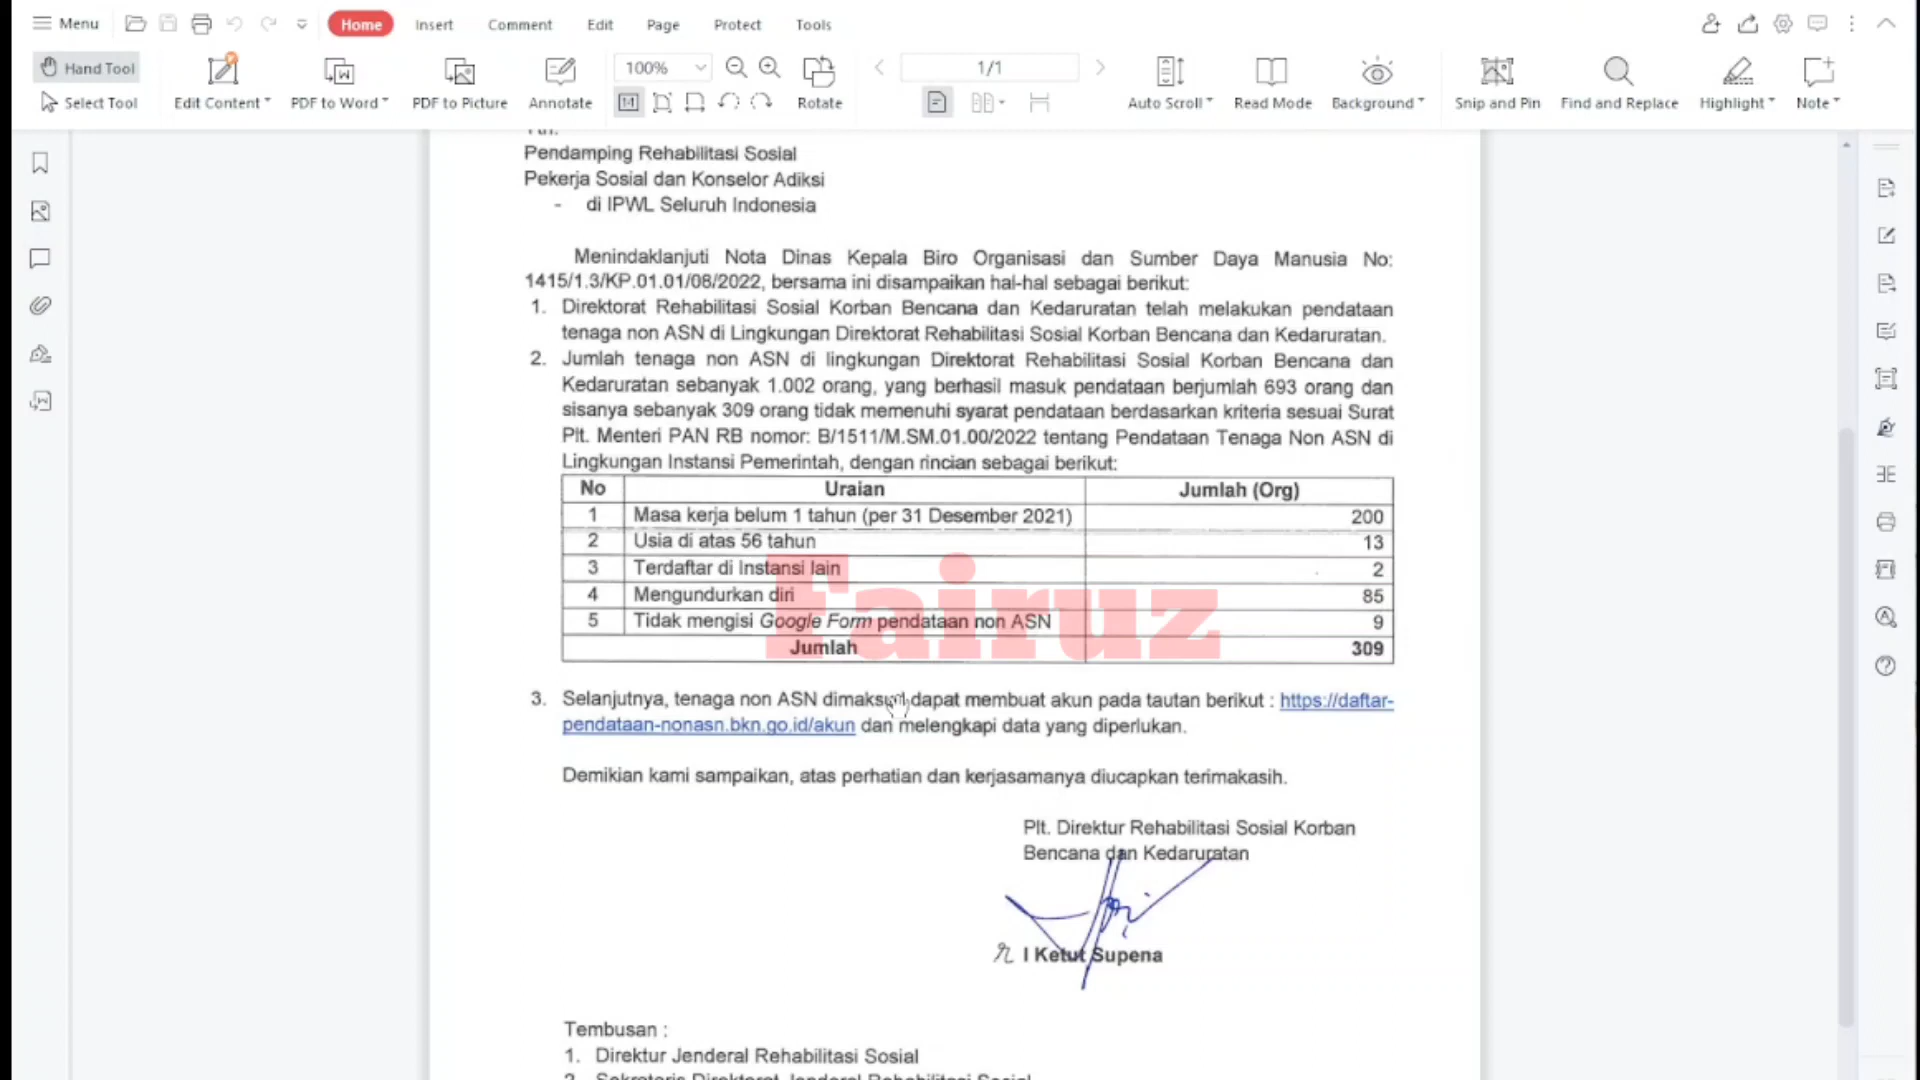 Menu Home Insert Comment Edit Page Protect Tools
Hand Tool 100% 1/1
Select Tool Edit Content PDF to Word PDF to Picture Annotate Rotate Auto Scroll Read Mode Background Snip and Pin Find and Replace Highlight Note
Pendamping Rehabilitasi Sosial
Pekerja Sosial dan Konselor Adiksi
- di IPWL Seluruh Indonesia
Menindaklanjuti Nota Dinas Kepala Biro Organisasi dan Sumber Daya Manusia No:
1415/1.3/KP.01.01/08/2022, bersama ini disampaikan hal-hal sebagai berikut:
1. Direktorat Rehabilitasi Sosial Korban Bencana dan Kedaruratan telah melakukan pendataan
tenaga non ASN di Lingkungan Direktorat Rehabilitasi Sosial Korban Bencana dan Kedaruratan.
2. Jumlah tenaga non ASN di lingkungan Direktorat Rehabilitasi Sosial Korban Bencana dan
Kedaruratan sebanyak 1.002 orang, yang berhasil masuk pendataan berjumlah 693 orang dan
sisanya sebanyak 309 orang tidak memenuhi syarat pendataan berdasarkan kriteria sesuai Surat
Plt. Menteri PAN RB nomor: B/1511/M.SM.01.00/2022 tentang Pendataan Tenaga Non ASN di
Lingkungan Instansi Pemerintah, dengan rincian sebagai berikut:
No Uraian Jumlah (Org)
1 Masa kerja belum 1 tahun (per 31 Desember 2021) 200
2 Usia di atas 56 tahun 13
3 Terdaftar di Instansi lain 2
4 Mengundurkan diri 85
5 Tidak mengisi Google Form pendataan non ASN 9
Jumlah 309
Fairuz
3. Selanjutnya, tenaga non ASN dimaksud dapat membuat akun pada tautan berikut : https://daftar-
pendataan-nonasn.bkn.go.id/akun dan melengkapi data yang diperlukan.
Demikian kami sampaikan, atas perhatian dan kerjasamanya diucapkan terimakasih.
Plt. Direktur Rehabilitasi Sosial Korban
Bencana dan Kedaruratan
I Ketut Supena
Tembusan :
1. Direktur Jenderal Rehabilitasi Sosial
2. Sekretaris Direktorat Jenderal Rehabilitasi Sosial